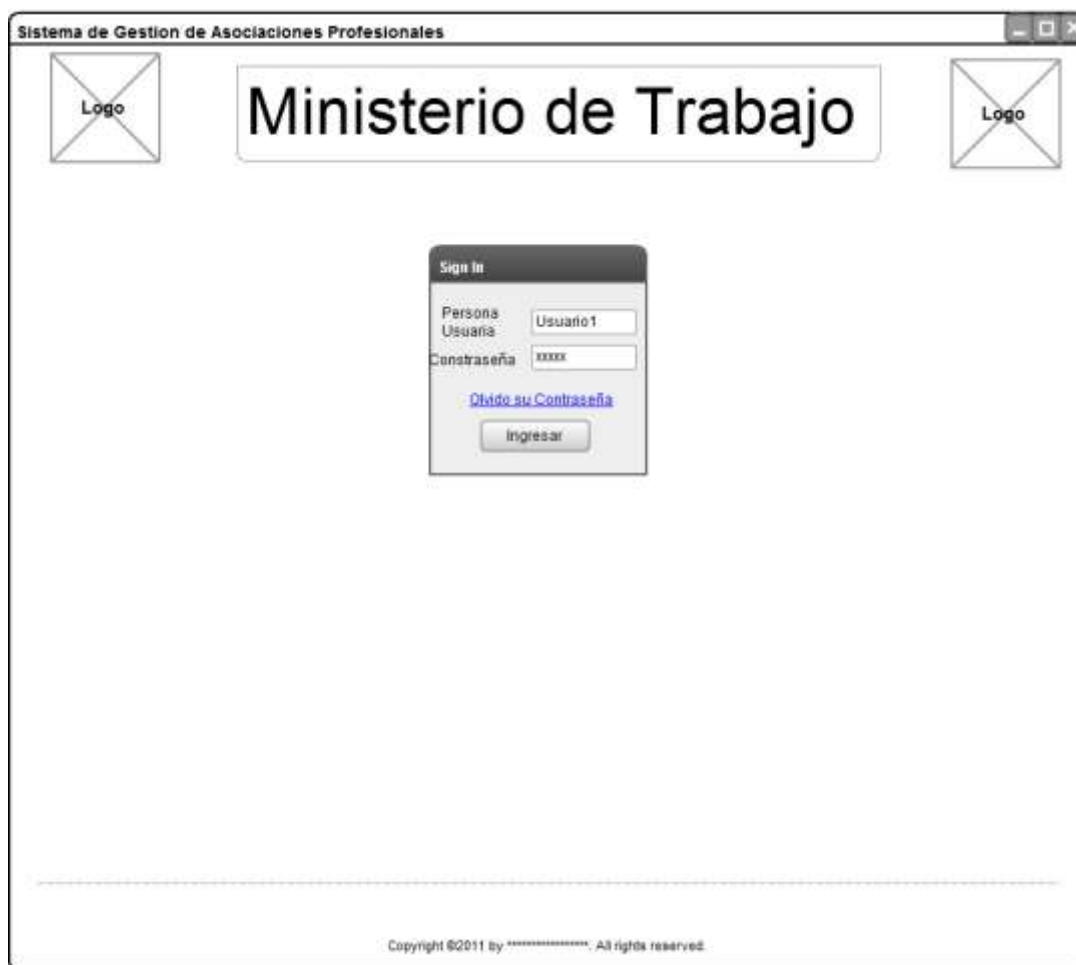 Sistema de Gestion de Asociaciones Profesionales
Logo
Ministerio de Trabajo
Logo
Sign In
Persona
Usuaria
Usuario1
Constraseña
xxxxx
Olvido su Contraseña
Ingresar
Copyright ©2011 by ******************. All rights reserved.